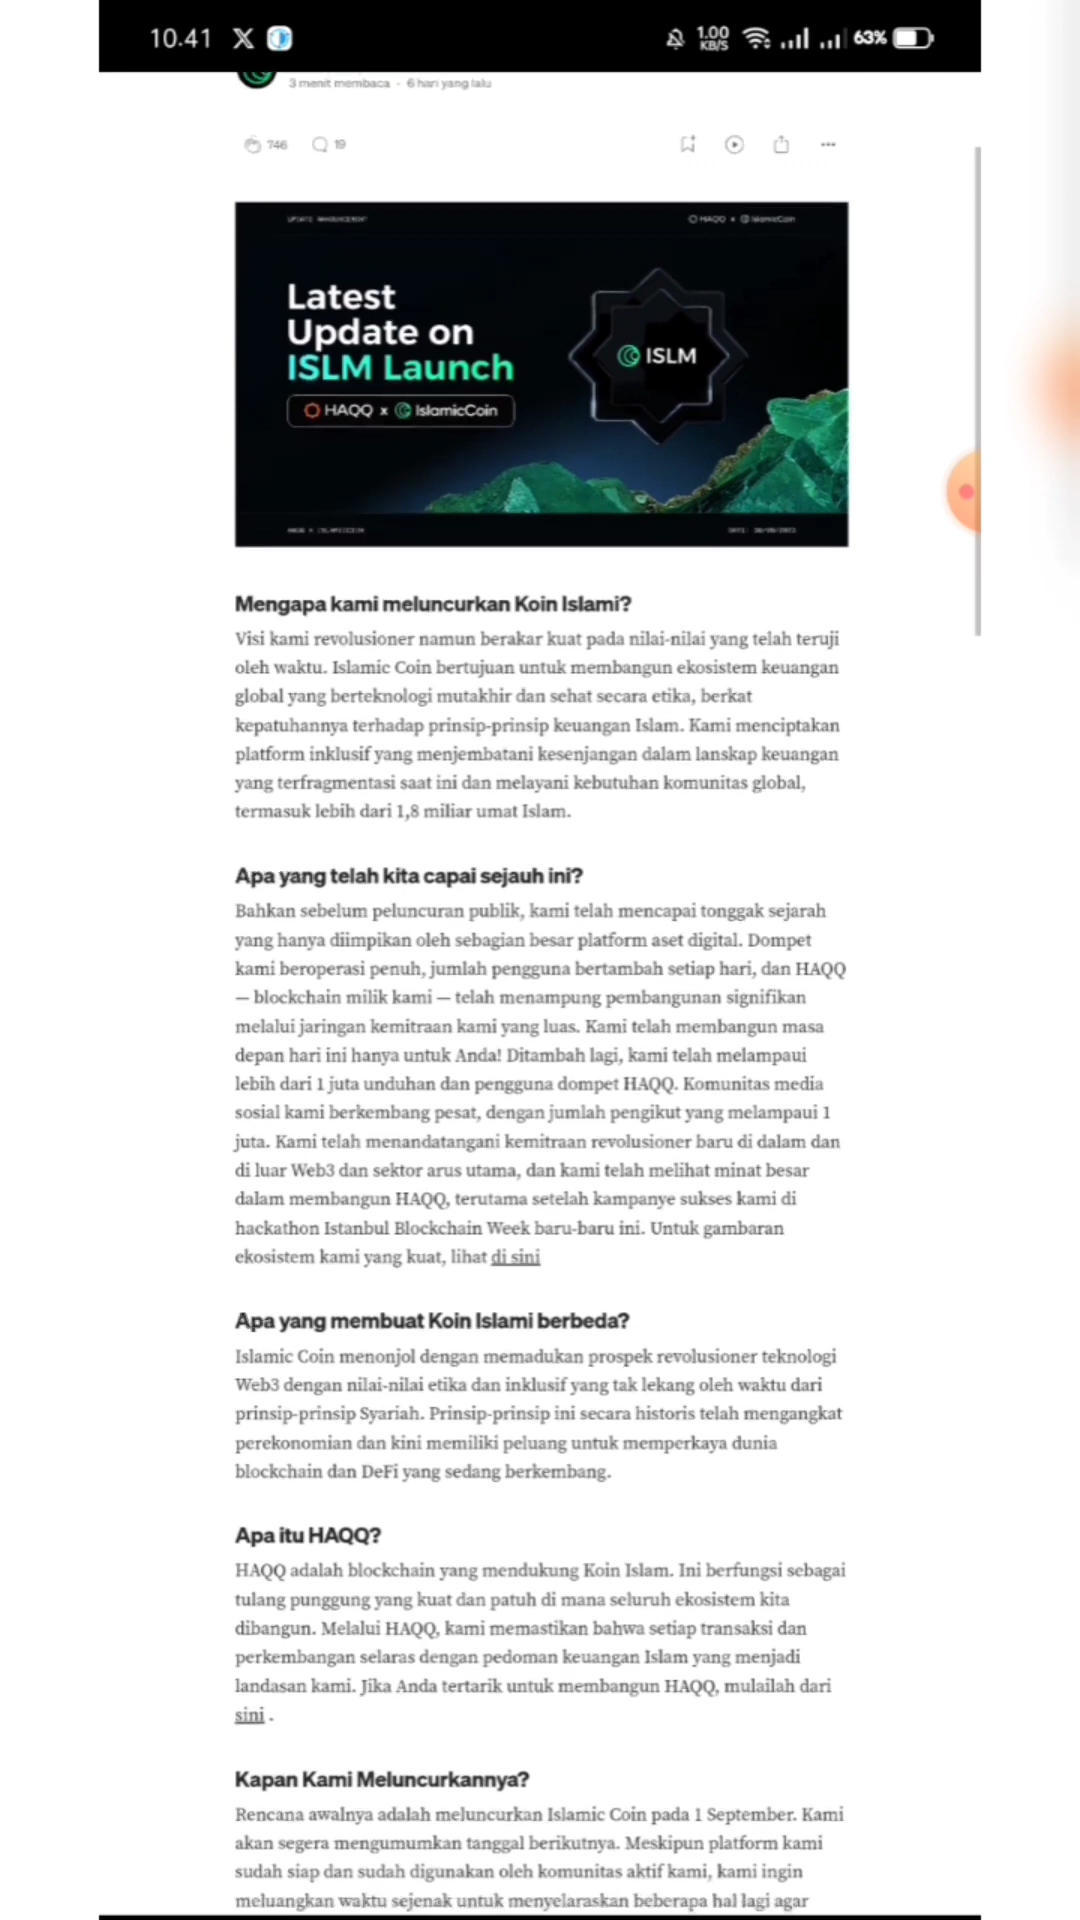 10.41
1.00 KB/S
63%
3 menit membaca - 6 hari yang lalu
746 19
UPDATE ANNOUNCEMENT
HAQQ x IslamicCoin
Latest
Update on
ISLM Launch
HAQQ x IslamicCoin
ISLM
HAQQ x ISLAMICCOIN
Mengapa kami meluncurkan Koin Islami?
Visi kami revolusioner namun berakar kuat pada nilai-nilai yang telah teruji
oleh waktu. Islamic Coin bertujuan untuk membangun ekosistem keuangan
global yang berteknologi mutakhir dan sehat secara etika, berkat
kepatuhannya terhadap prinsip-prinsip keuangan Islam. Kami menciptakan
platform inklusif yang menjembatani kesenjangan dalam lanskap keuangan
yang terfragmentasi saat ini dan melayani kebutuhan komunitas global,
termasuk lebih dari 1,8 miliar umat Islam.
Apa yang telah kita capai sejauh ini?
Bahkan sebelum peluncuran publik, kami telah mencapai tonggak sejarah
yang hanya diimpikan oleh sebagian besar platform aset digital. Dompet
kami beroperasi penuh, jumlah pengguna bertambah setiap hari, dan HAQQ
— blockchain milik kami — telah menampung pembangunan signifikan
melalui jaringan kemitraan kami yang luas. Kami telah membangun masa
depan hari ini hanya untuk Anda! Ditambah lagi, kami telah melampaui
lebih dari 1 juta unduhan dan pengguna dompet HAQQ. Komunitas media
sosial kami berkembang pesat, dengan jumlah pengikut yang melampaui 1
juta. Kami telah menandatangani kemitraan revolusioner baru di dalam dan
di luar Web3 dan sektor arus utama, dan kami telah melihat minat besar
dalam membangun HAQQ, terutama setelah kampanye sukses kami di
hackathon Istanbul Blockchain Week baru-baru ini. Untuk gambaran
ekosistem kami yang kuat, lihat di sini
Apa yang membuat Koin Islami berbeda?
Islamic Coin menonjol dengan memadukan prospek revolusioner teknologi
Web3 dengan nilai-nilai etika dan inklusif yang tak lekang oleh waktu dari
prinsip-prinsip Syariah. Prinsip-prinsip ini secara historis telah mengangkat
perekonomian dan kini memiliki peluang untuk memperkaya dunia
blockchain dan DeFi yang sedang berkembang.
Apa itu HAQQ?
HAQQ adalah blockchain yang mendukung Koin Islam. Ini berfungsi sebagai
tulang punggung yang kuat dan patuh di mana seluruh ekosistem kita
dibangun. Melalui HAQQ, kami memastikan bahwa setiap transaksi dan
perkembangan selaras dengan pedoman keuangan Islam yang menjadi
landasan kami. Jika Anda tertarik untuk membangun HAQQ, mulailah dari
sini .
Kapan Kami Meluncurkannya?
Rencana awalnya adalah meluncurkan Islamic Coin pada 1 September. Kami
akan segera mengumumkan tanggal berikutnya. Meskipun platform kami
sudah siap dan sudah digunakan oleh komunitas aktif kami, kami ingin
meluangkan waktu sejenak untuk menyelaraskan beberapa hal lagi agar